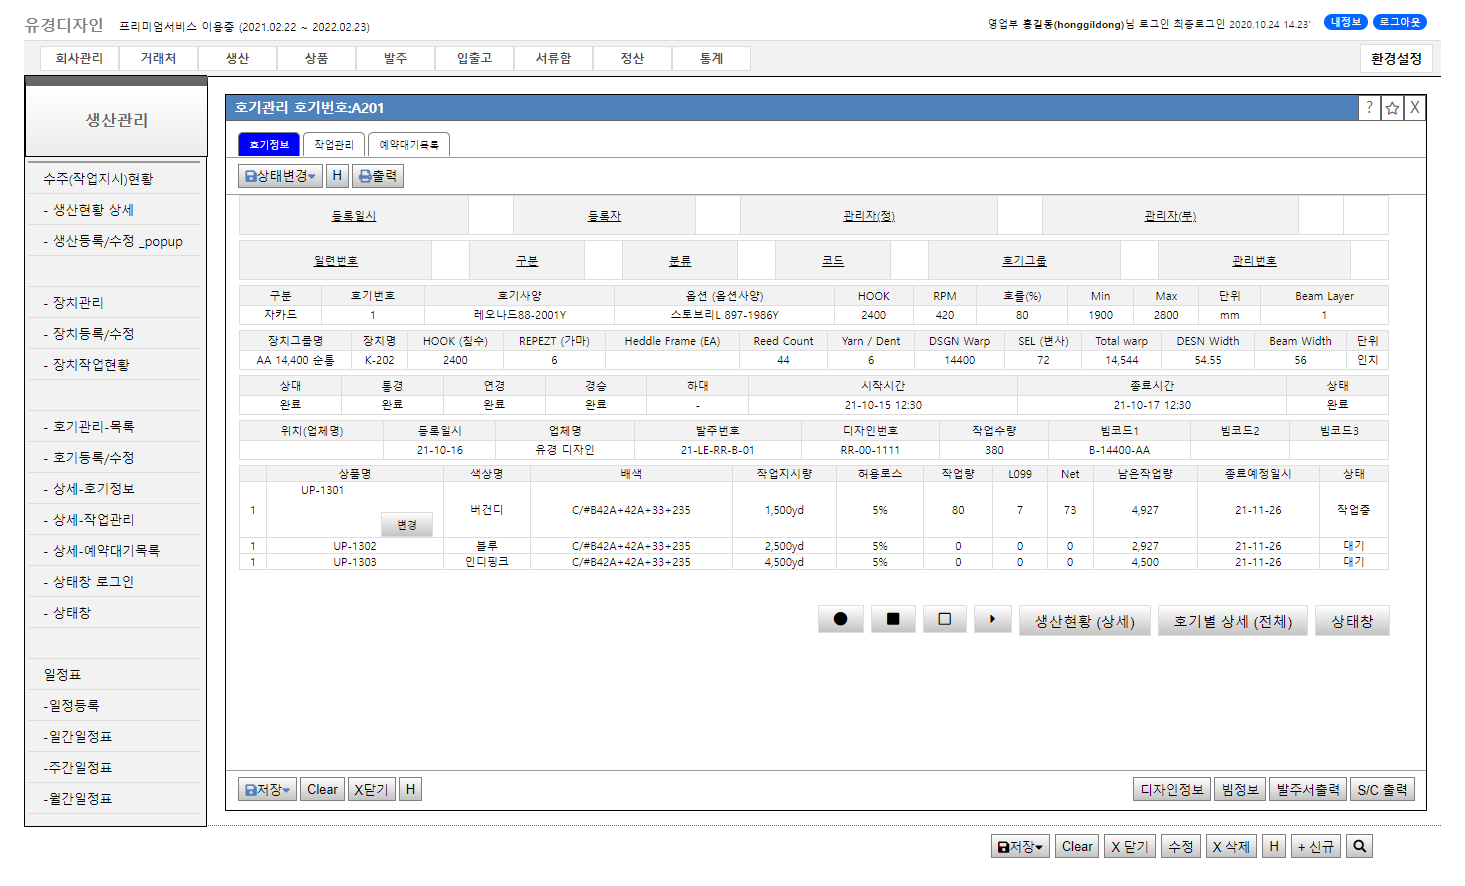 유경디자인 프리미엄서비스 이용중 (2021.02.22 ~ 2022.02.23) 영업부 홍길동(honggildong)님 로그인 최종로그인 2020.10.24 14.23' 내정보 로그아웃
회사관리 거래처 생산 상품 발주 입출고 서류함 정산 통계 환경설정
생산관리
수주(작업지시)현황
- 생산현황 상세
- 생산등록/수정 _popup
- 장치관리
- 장치등록/수정
- 장치작업현황
- 호기관리-목록
- 호기등록/수정
- 상세-호기정보
- 상세-작업관리
- 상세-예약대기목록
- 상태창 로그인
- 상태창
일정표
-일정등록
-일간일정표
-주간일정표
-월간일정표
호기관리 호기번호:A201 ? X
호기정보 작업관리 예약대기목록
상태변경 H 출력
등록일시 등록자 관리자(정) 관리자(부)
일련번호 구분 분류 코드 호기그룹 관리번호
구분 호기번호 호기사양 옵션 (옵션사양) HOOK RPM 효률(%) Min Max 단위 Beam Layer
자카드 1 레오나드88-2001Y 스토브리L 897-1986Y 2400 420 80 1900 2800 mm 1
장치그룹명 장치명 HOOK (침수) REPEZT (가마) Heddle Frame (EA) Reed Count Yarn / Dent DSGN Warp SEL (변사) Total warp DESN Width Beam Width 단위
AA 14,400 순통 K-202 2400 6 44 6 14400 72 14,544 54.55 56 인치
상대 통경 연경 경승 하대 시작시간 종료시간 상태
완료 완료 완료 완료 - 21-10-15 12:30 21-10-17 12:30 완료
위치(업체명) 등록일시 업체명 발주번호 디자인번호 작업수량 빔코드1 빔코드2 빔코드3
21-10-16 유경 디자인 21-LE-RR-B-01 RR-00-1111 380 B-14400-AA
상품명 색상명 배색 작업지시량 허용로스 작업량 L099 Net 남은작업량 종료예정일시 상태
1 UP-1301 변경 버건디 C/#B42A+42A+33+235 1,500yd 5% 80 7 73 4,927 21-11-26 작업중
1 UP-1302 블루 C/#B42A+42A+33+235 2,500yd 5% 0 0 0 2,927 21-11-26 대기
1 UP-1303 인디핑크 C/#B42A+42A+33+235 4,500yd 5% 0 0 0 4,500 21-11-26 대기
생산현황 (상세) 호기별 상세 (전체) 상태창
저장 Clear X닫기 H 디자인정보 빔정보 발주서출력 S/C 출력
저장 Clear X 닫기 수정 X 삭제 H + 신규